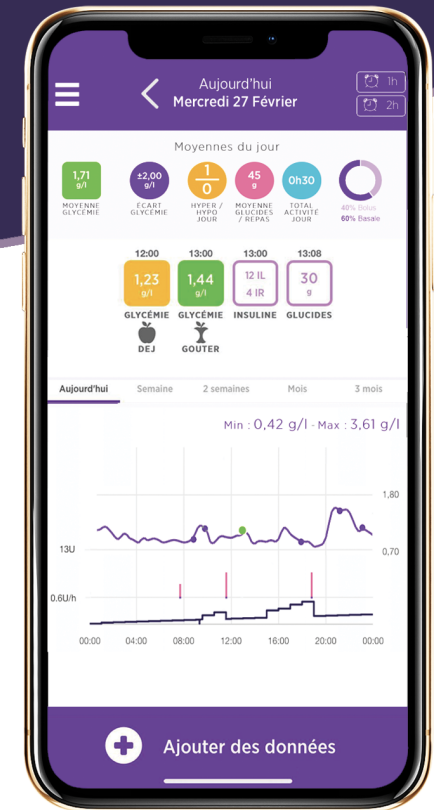 Aujourd'hui
Mercredi 27 Février
1h
2h
Moyennes du jour
1,71
g/l
MOYENNE
GLYCÉMIE
±2,00
g/l
ÉCART
GLYCÉMIE
1
0
HYPER /
HYPO
JOUR
45
g
MOYENNE
GLUCIDES
/ REPAS
0h30
TOTAL
ACTIVITÉ
JOUR
40% Bolus
60% Basale
12:00
1,23
g/l
GLYCÉMIE
DEJ
13:00
1,44
g/l
GLYCÉMIE
GOUTER
13:00
12 IL
4 IR
INSULINE
13:08
30
g
GLUCIDES
Aujourd'hui Semaine 2 semaines Mois 3 mois
Min : 0,42 g/l - Max : 3,61 g/l
1,80
13U
0,70
0.6U/h
00:00 04:00 08:00 12:00 16:00 20:00 00:00
Ajouter des données